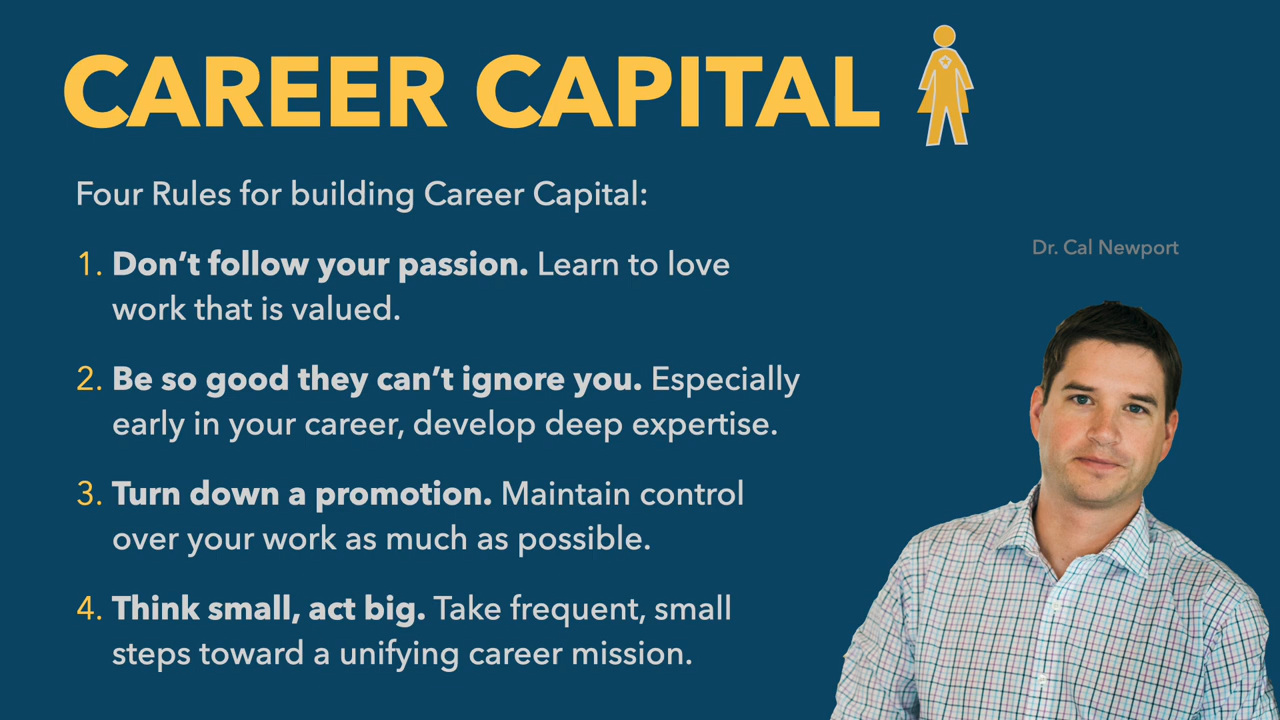 CAREER CAPITAL
Four Rules for building Career Capital:
Dr. Cal Newport
1. Don’t follow your passion. Learn to love
work that is valued.
2. Be so good they can’t ignore you. Especially
early in your career, develop deep expertise.
3. Turn down a promotion. Maintain control
over your work as much as possible.
4. Think small, act big. Take frequent, small
steps toward a unifying career mission.